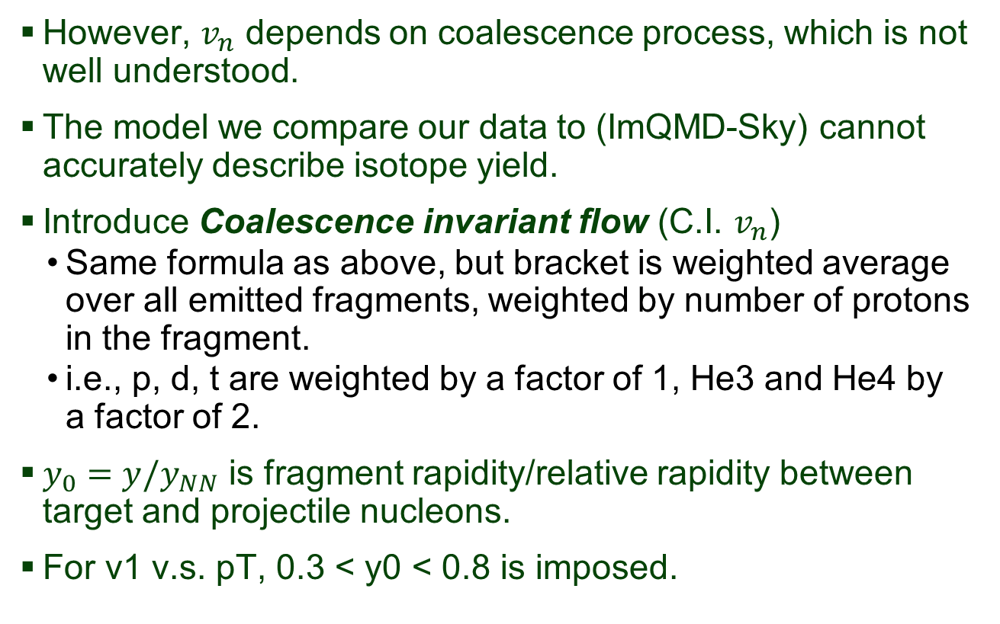 ▪ However, 𝑣ₙ depends on coalescence process, which is not
well understood.
▪ The model we compare our data to (ImQMD-Sky) cannot
accurately describe isotope yield.
▪ Introduce Coalescence invariant flow (C.I. 𝑣ₙ)
• Same formula as above, but bracket is weighted average
over all emitted fragments, weighted by number of protons
in the fragment.
• i.e., p, d, t are weighted by a factor of 1, He3 and He4 by
a factor of 2.
▪ 𝑦₀ = 𝑦/𝑦_{𝑁𝑁} is fragment rapidity/relative rapidity between
target and projectile nucleons.
▪ For v1 v.s. pT, 0.3 < y0 < 0.8 is imposed.